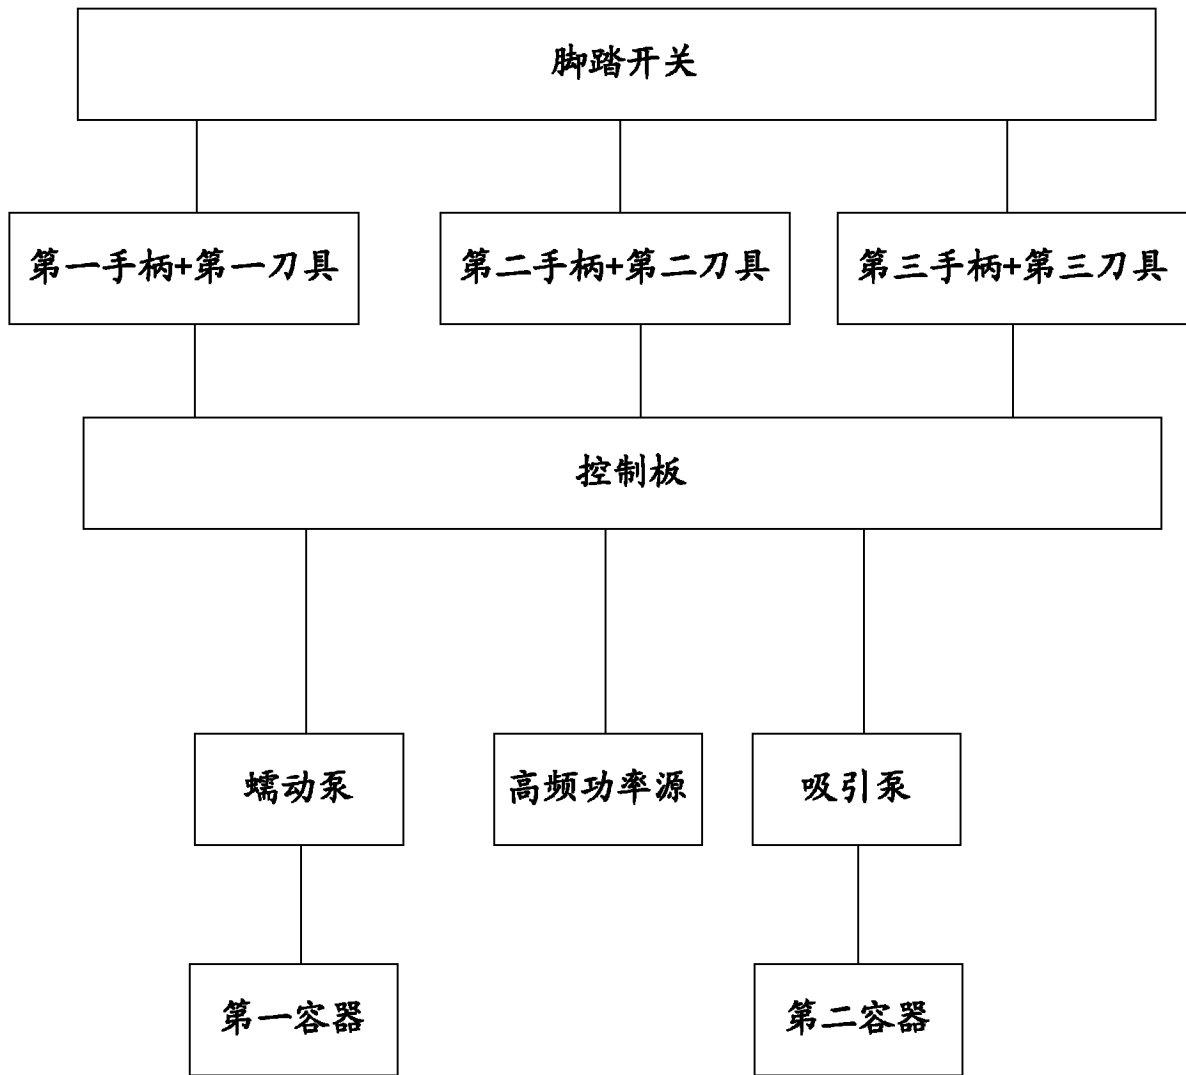 脚踏开关
第一手柄+第一刀具
第二手柄+第二刀具
第三手柄+第三刀具
控制板
蠕动泵
高频功率源
吸引泵
第一容器
第二容器